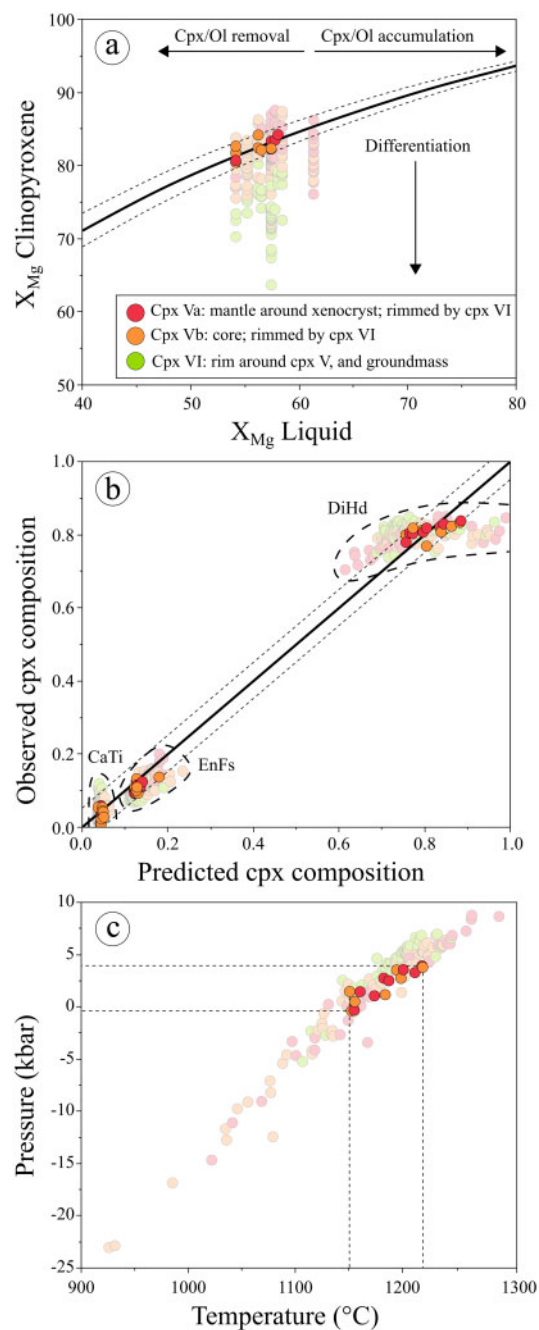 a
Cpx/Ol removal
Cpx/Ol accumulation
Differentiation
X Mg Clinopyroxene
100
90
80
70
60
50
Cpx Va: mantle around xenocryst; rimmed by cpx VI
Cpx Vb: core; rimmed by cpx VI
Cpx VI: rim around cpx V, and groundmass
40 50 60 70 80
X Mg Liquid
b
DiHd
CaTi
EnFs
Observed cpx composition
1.0
0.8
0.6
0.4
0.2
0.0
0.0 0.2 0.4 0.6 0.8 1.0
Predicted cpx composition
c
Pressure (kbar)
10
5
0
-5
-10
-15
-20
-25
900 1000 1100 1200 1300
Temperature (°C)